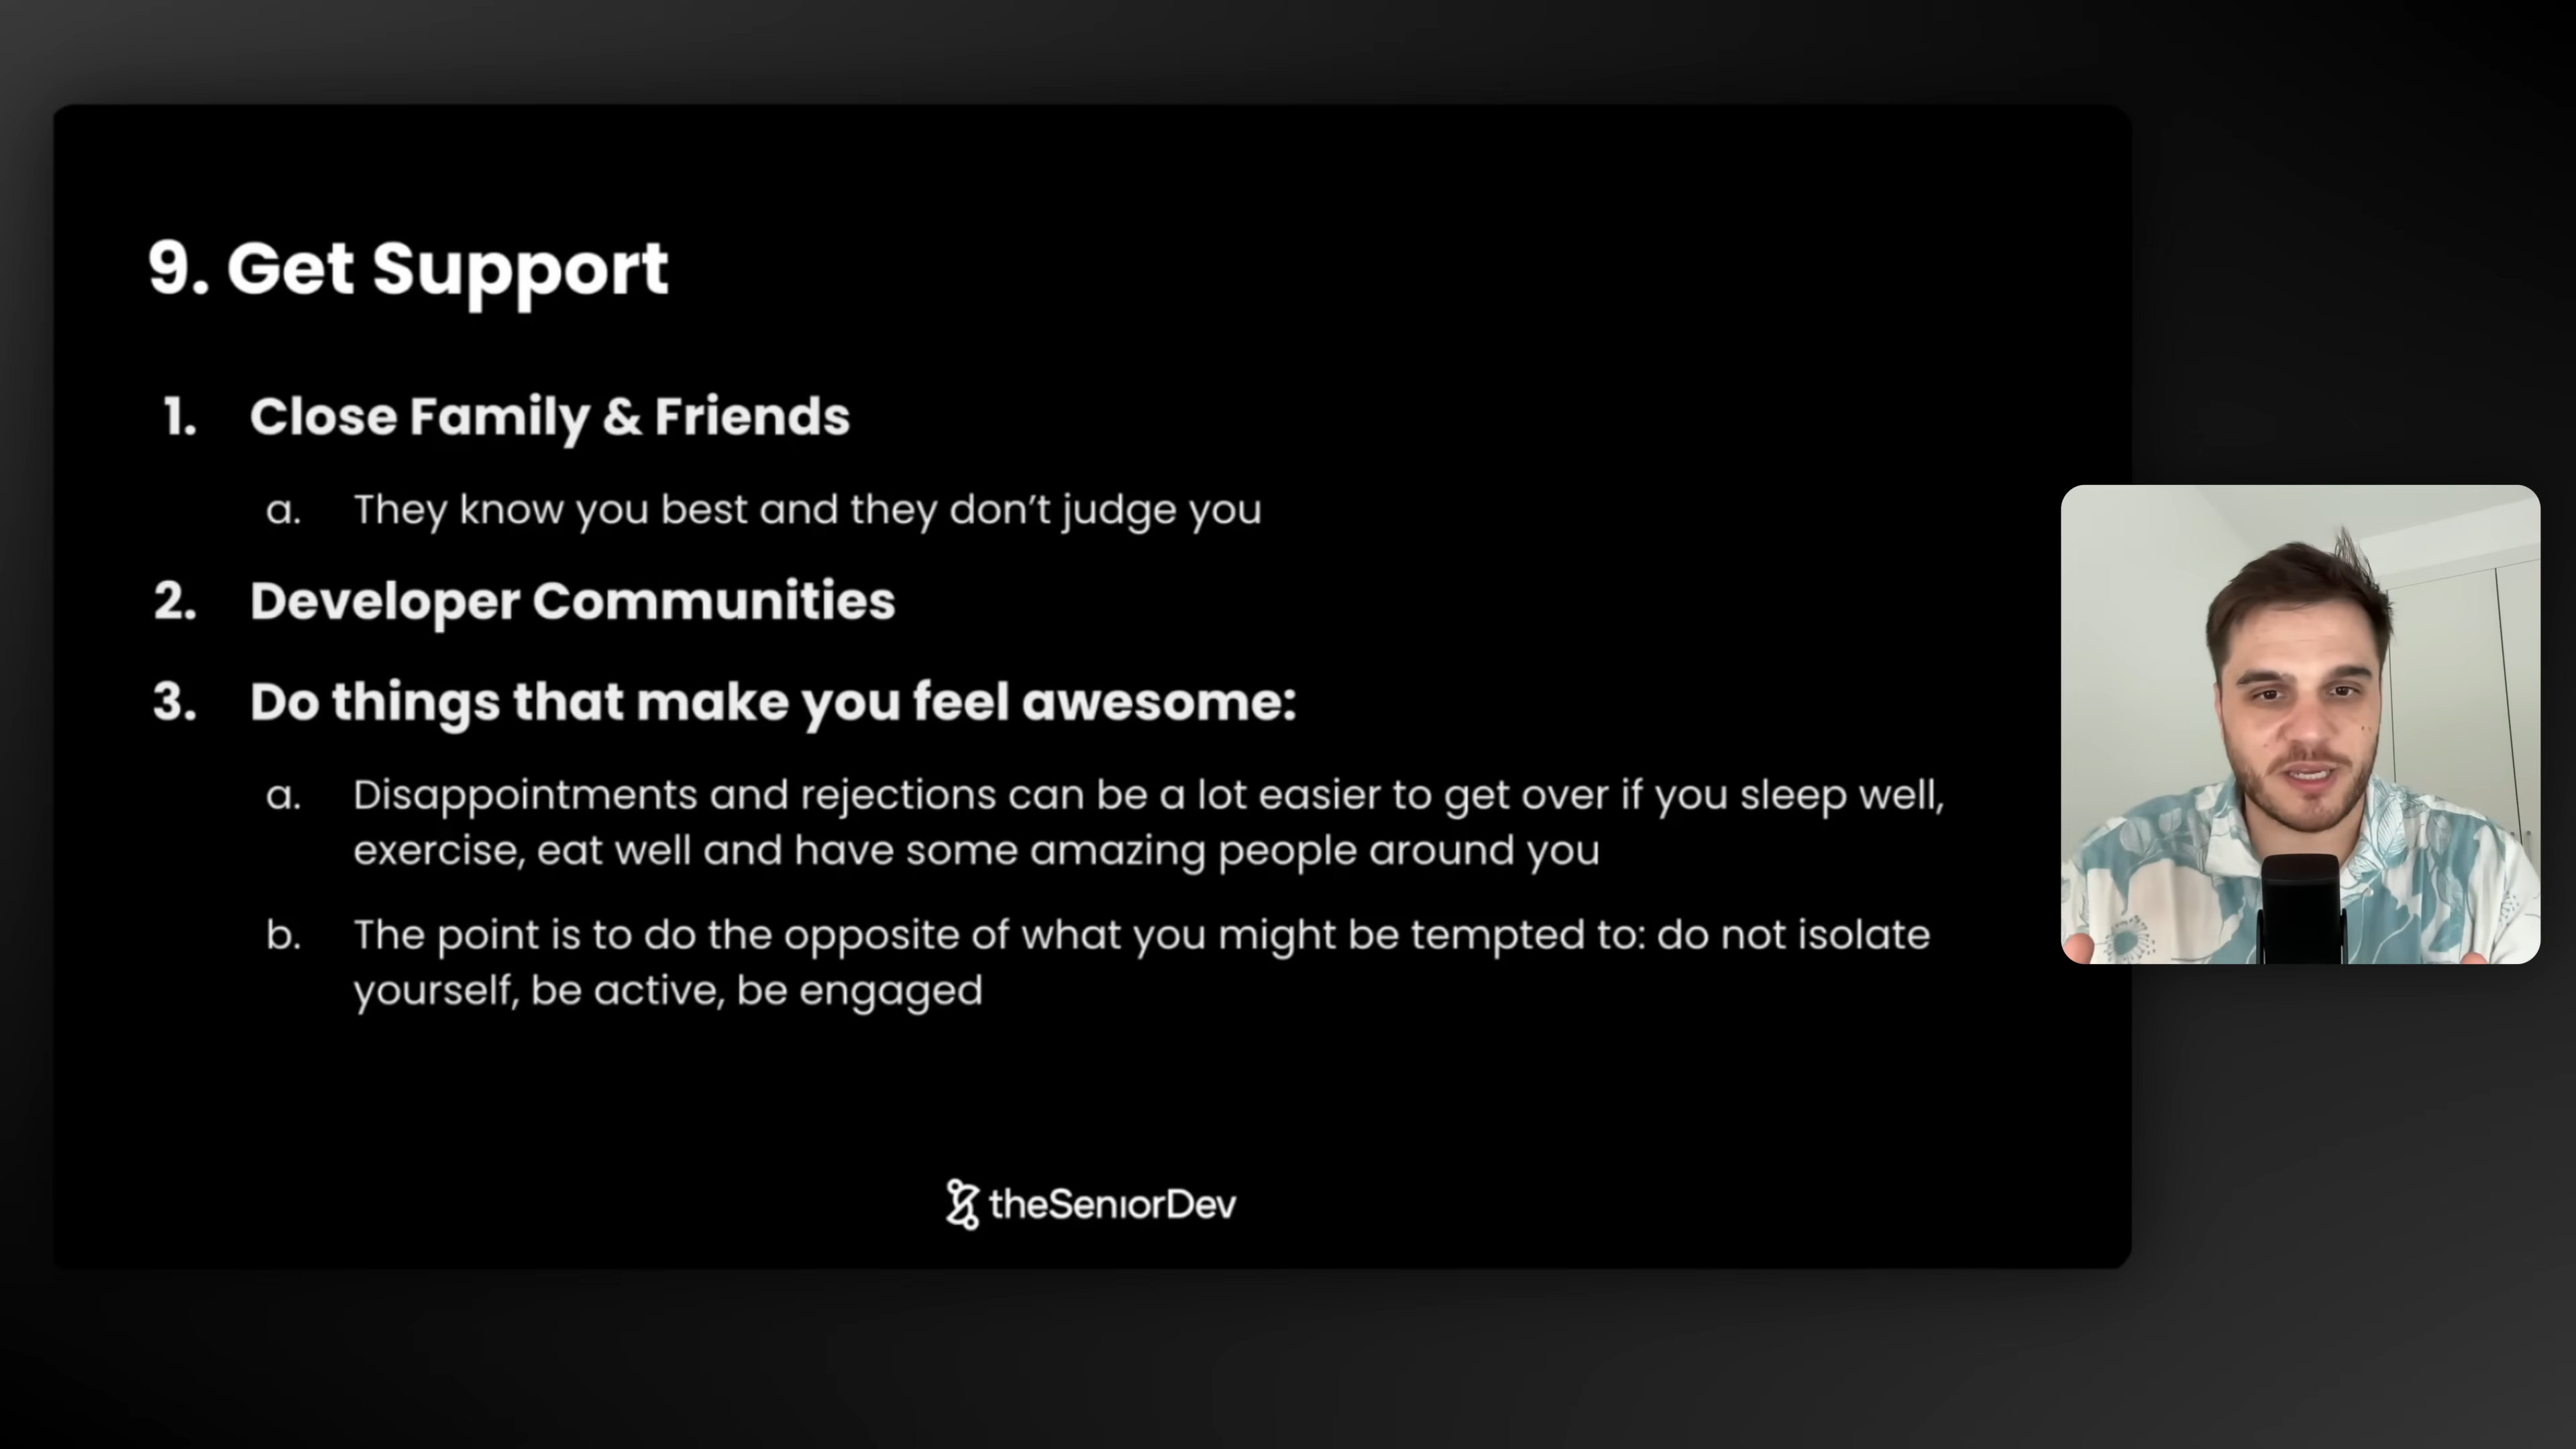 9. Get Support
1. Close Family & Friends
a. They know you best and they don’t judge you
2. Developer Communities
3. Do things that make you feel awesome:
a. Disappointments and rejections can be a lot easier to get over if you sleep well,
exercise, eat well and have some amazing people around you
b. The point is to do the opposite of what you might be tempted to: do not isolate
yourself, be active, be engaged
theSeniorDev